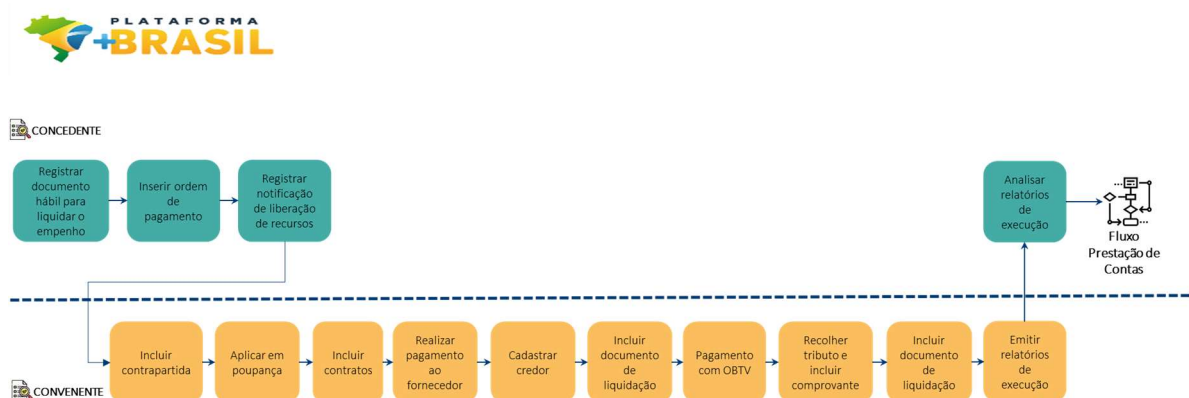 PLATAFORMA
+BRASIL
CONCEDENTE
Registrar
documento
hábil para
liquidar o
empenho
Inserir ordem
de
pagamento
Registrar
notificação
de liberação
de recursos
Analisar
relatórios
de
execução
Fluxo
Prestação de
Contas
Incluir
contrapartida
Aplicar em
poupança
Incluir
contratos
Realizar
pagamento
ao
fornecedor
Cadastrar
credor
Incluir
documento
de
liquidação
Pagamento
com OBTV
Recolher
tributo e
incluir
comprovante
Incluir
documento
de
liquidação
Emitir
relatórios
de
execução
CONVENENTE